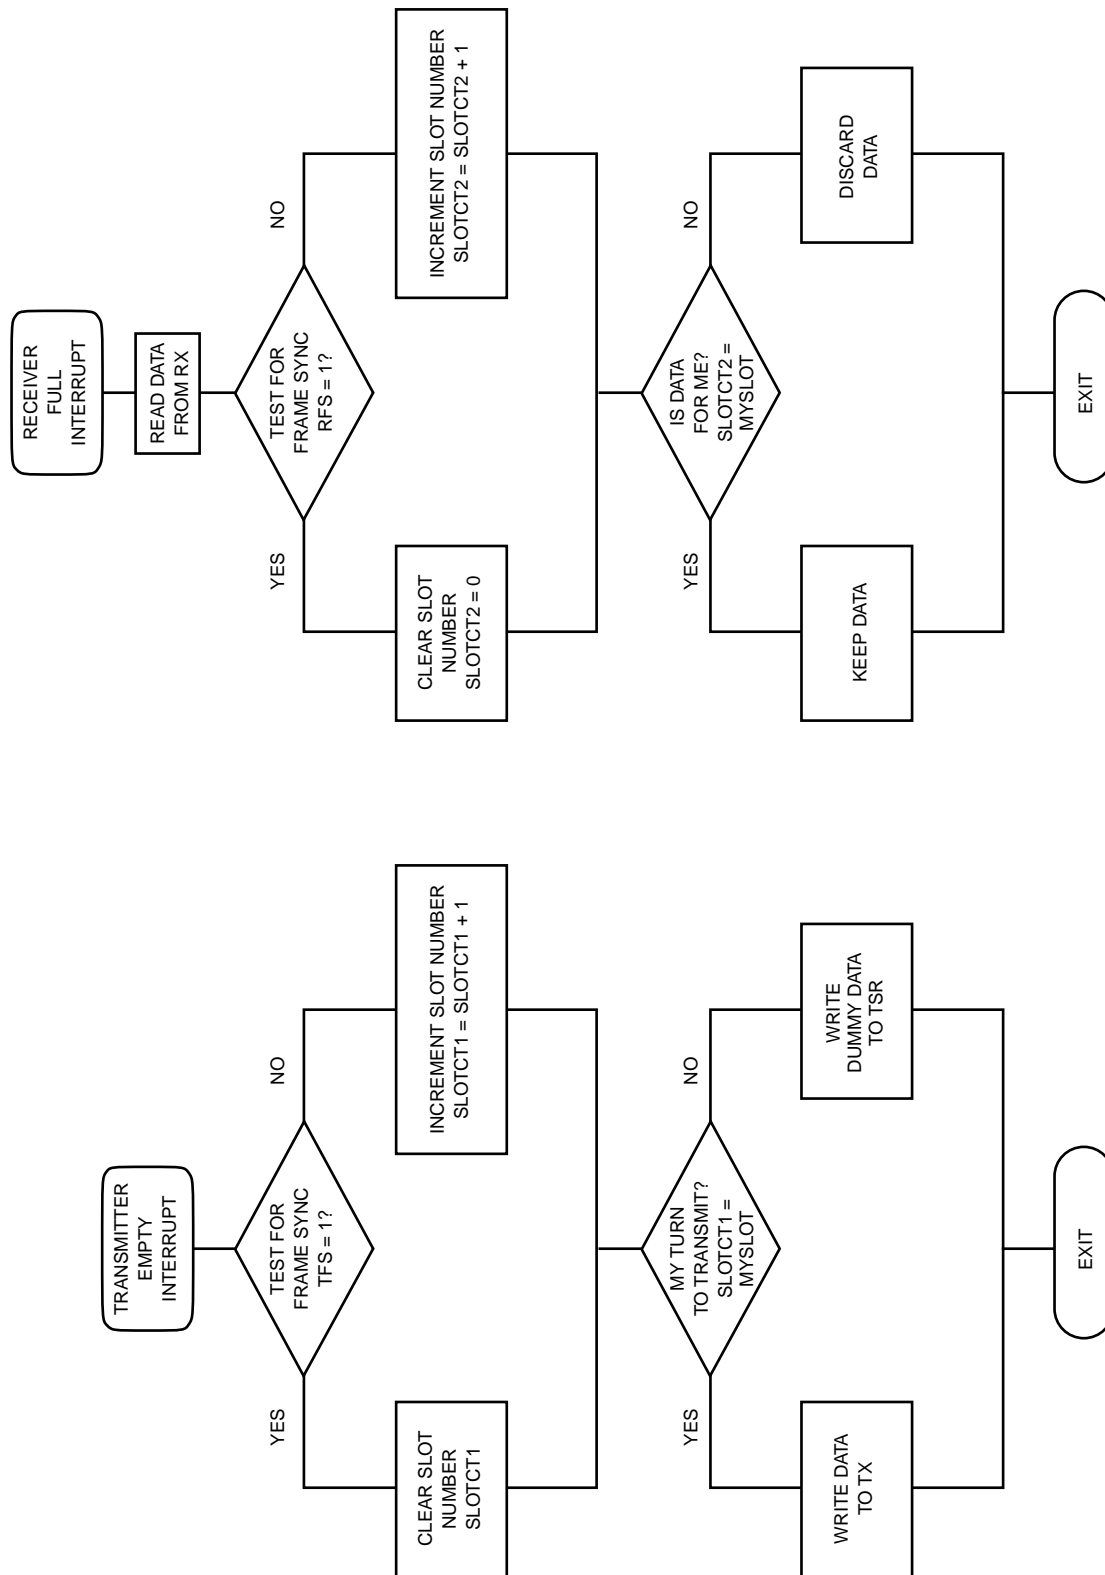 TRANSMITTER
EMPTY
INTERRUPT
TEST FOR
FRAME SYNC
TFS = 1?
YES
NO
CLEAR SLOT
NUMBER
SLOTCT1
INCREMENT SLOT NUMBER
SLOTCT1 = SLOTCT1 + 1
MY TURN
TO TRANSMIT?
SLOTCT1 =
MYSLOT
YES
NO
WRITE DATA
TO TX
WRITE
DUMMY DATA
TO TSR
EXIT
RECEIVER
FULL
INTERRUPT
READ DATA
FROM RX
TEST FOR
FRAME SYNC
RFS = 1?
YES
NO
CLEAR SLOT
NUMBER
SLOTCT2 = 0
INCREMENT SLOT NUMBER
SLOTCT2 = SLOTCT2 + 1
IS DATA
FOR ME?
SLOTCT2 =
MYSLOT
YES
NO
KEEP DATA
DISCARD
DATA
EXIT